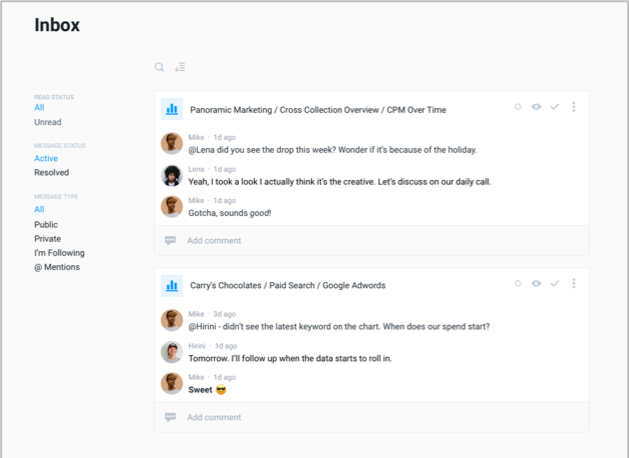 Inbox
READ STATUS
All
Unread
MESSAGE STATUS
Active
Resolved
MESSAGE TYPE
All
Public
Private
I'm Following
@ Mentions
Panoramic Marketing / Cross Collection Overview / CPM Over Time
Mike · 1d ago
@Lena did you see the drop this week? Wonder if it's because of the holiday.
Lena · 1d ago
Yeah, I took a look I actually think it's the creative. Let's discuss on our daily call.
Mike · 1d ago
Gotcha, sounds good!
Add comment
Carry's Chocolates / Paid Search / Google Adwords
Mike · 3d ago
@Hirini - didn't see the latest keyword on the chart. When does our spend start?
Hirini · 1d ago
Tomorrow. I'll follow up when the data starts to roll in.
Mike · 1d ago
Sweet 😎
Add comment